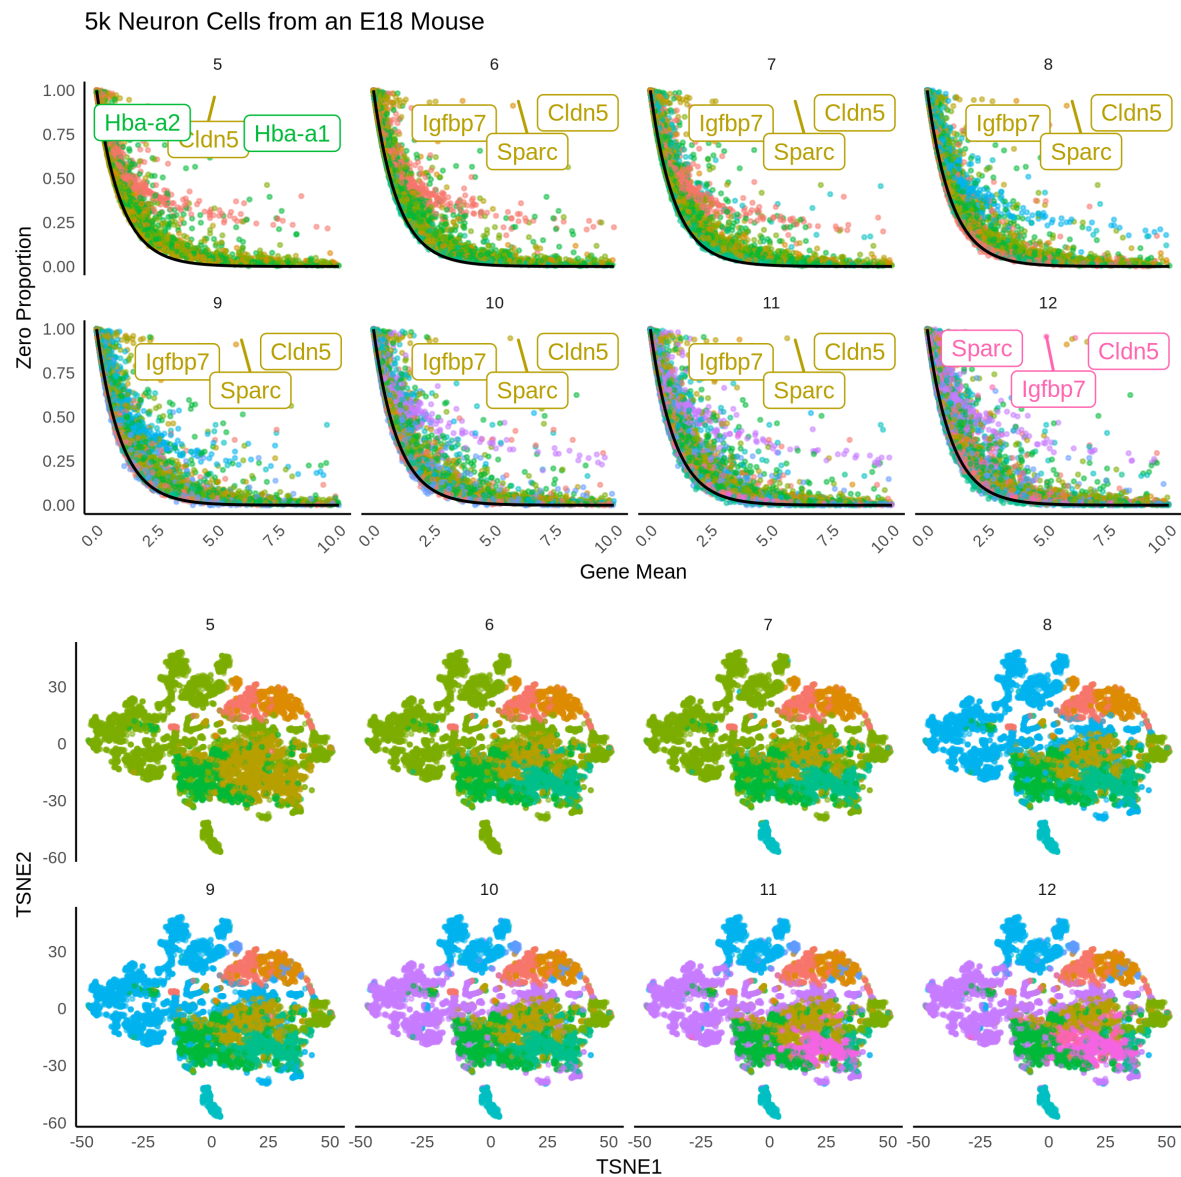 5k Neuron Cells from an E18 Mouse
5 6 7 8
1.00
0.75
0.50
0.25
0.00
Hba-a2 Cldn5 Hba-a1
Igfbp7 Cldn5 Sparc
Igfbp7 Cldn5 Sparc
Igfbp7 Cldn5 Sparc
Zero Proportion
9 10 11 12
1.00
0.75
0.50
0.25
0.00
Igfbp7 Cldn5 Sparc
Igfbp7 Cldn5 Sparc
Igfbp7 Cldn5 Sparc
Sparc Cldn5 Igfbp7
0.0 2.5 5.0 7.5 10.0 0.0 2.5 5.0 7.5 10.0 0.0 2.5 5.0 7.5 10.0 0.0 2.5 5.0 7.5 10.0
Gene Mean
5 6 7 8
30
0
-30
-60
TSNE2
9 10 11 12
30
0
-30
-60
-50 -25 0 25 50 -50 -25 0 25 50 -50 -25 0 25 50 -50 -25 0 25 50
TSNE1